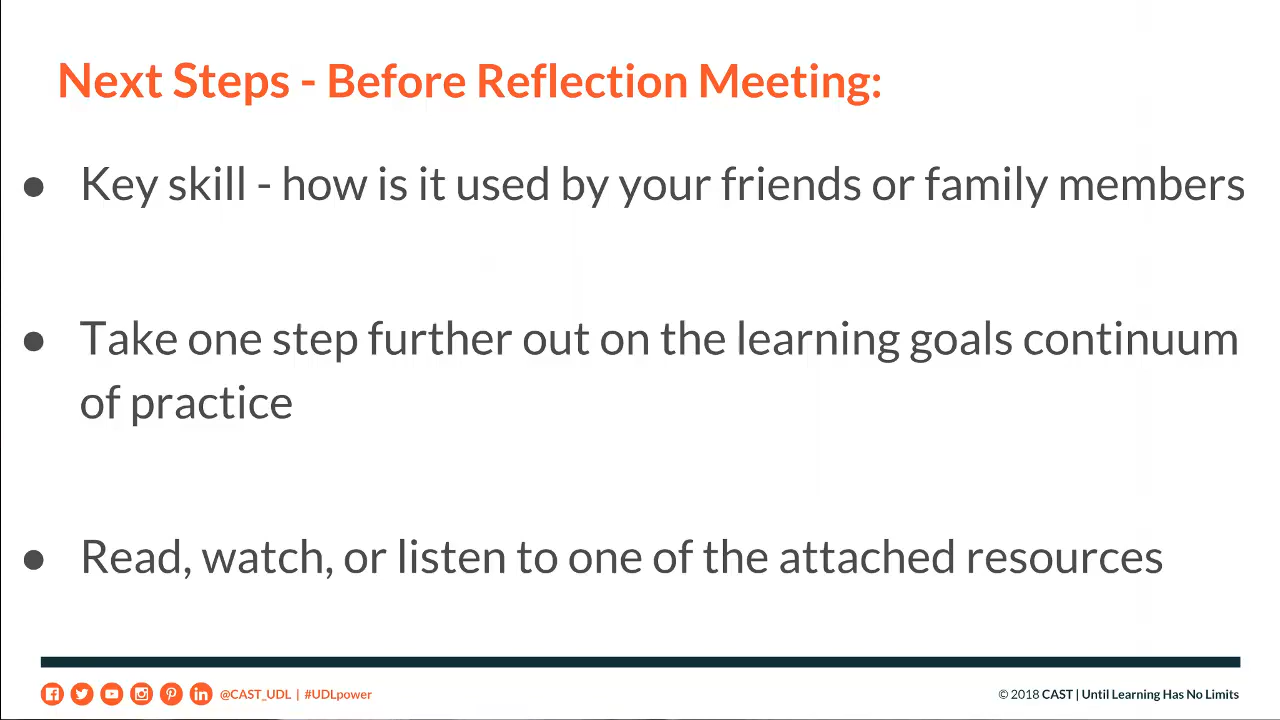 Next Steps - Before Reflection Meeting:
● Key skill - how is it used by your friends or family members
● Take one step further out on the learning goals continuum
of practice
● Read, watch, or listen to one of the attached resources
@CAST_UDL | #UDLpower
© 2018 CAST | Until Learning Has No Limits